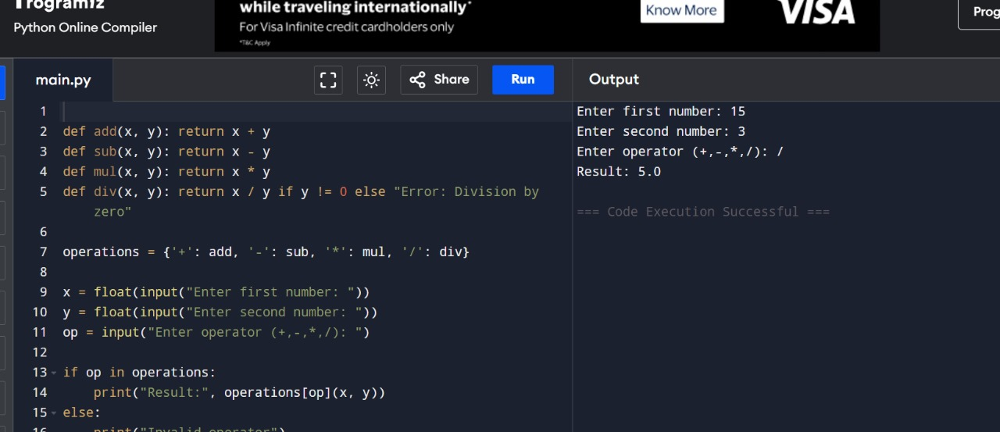 Programiz
Python Online Compiler
while traveling internationally*
For Visa Infinite credit cardholders only
*T&C Apply
Know More
VISA
Prog
main.py
Share
Run
Output
1
2 def add(x, y): return x + y
3 def sub(x, y): return x - y
4 def mul(x, y): return x * y
5 def div(x, y): return x / y if y != 0 else "Error: Division by
zero"
6
7 operations = {'+': add, '-': sub, '*': mul, '/': div}
8
9 x = float(input("Enter first number: "))
10 y = float(input("Enter second number: "))
11 op = input("Enter operator (+,-,*,/): ")
12
13 if op in operations:
14     print("Result:", operations[op](x, y))
15 else:
16     print("Invalid operator")
Enter first number: 15
Enter second number: 3
Enter operator (+,-,*,/): /
Result: 5.0
=== Code Execution Successful ===